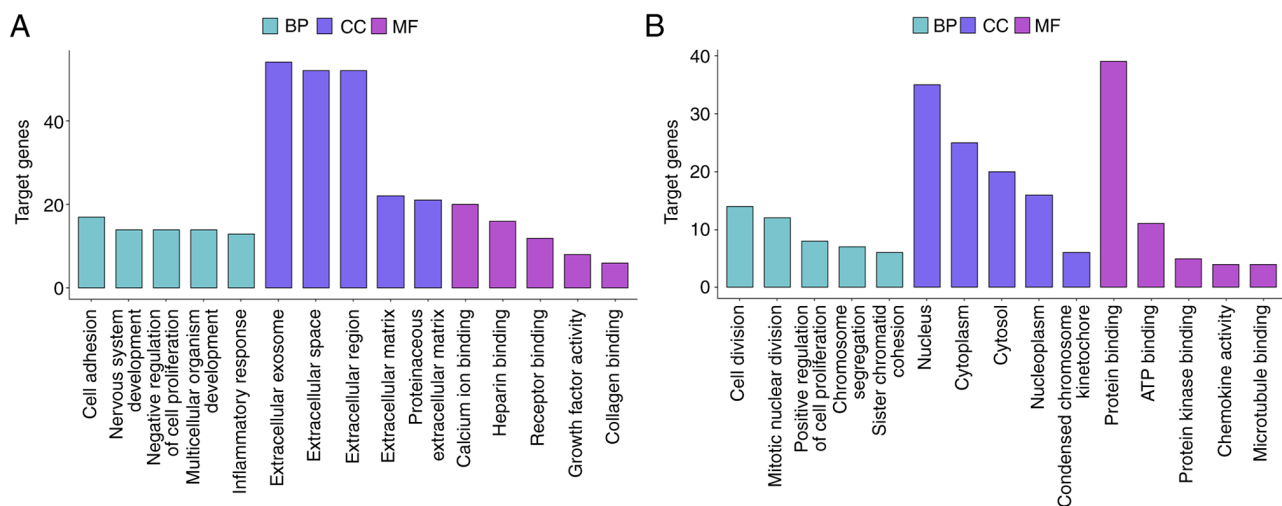 A
BP CC MF
Target genes
40
20
0
Cell adhesion
Nervous system
development
Negative regulation
of cell proliferation
Multicellular organism
development
Inflammatory response
Extracellular exosome
Extracellular space
Extracellular region
Extracellular matrix
Proteinaceous
extracellular matrix
Calcium ion binding
Heparin binding
Receptor binding
Growth factor activity
Collagen binding
B
BP CC MF
Target genes
40
30
20
10
0
Cell division
Mitotic nuclear division
Positive regulation
of cell proliferation
Chromosome
segregation
Sister chromatid
cohesion
Nucleus
Cytoplasm
Cytosol
Nucleoplasm
Condensed chromosome
kinetochore
Protein binding
ATP binding
Protein kinase binding
Chemokine activity
Microtubule binding